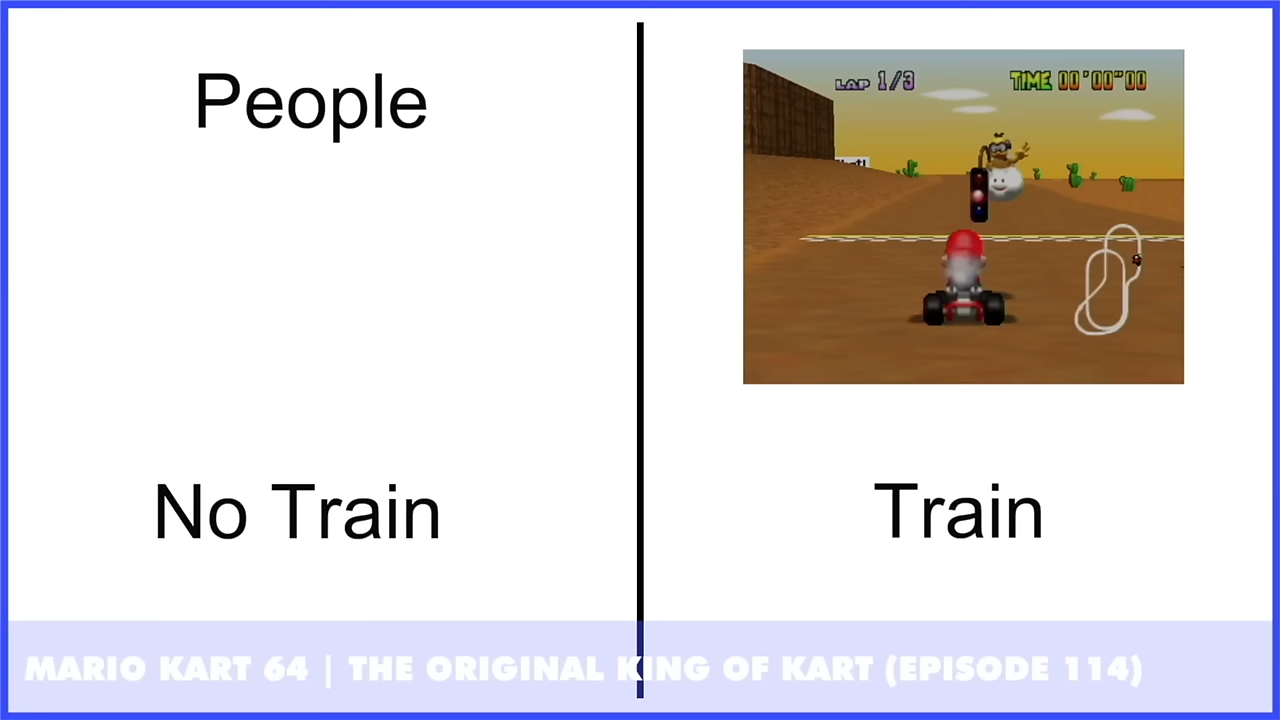 People
LAP 1/3
TIME 00'00"00
No Train
Train
MARIO KART 64 | THE ORIGINAL KING OF KART (EPISODE 114)